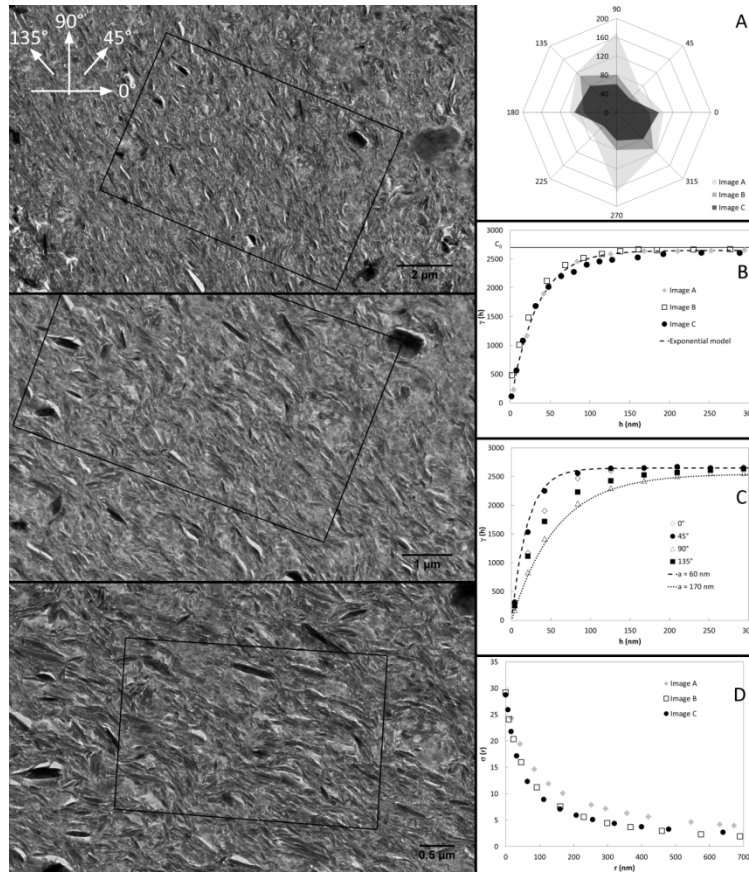 135°
90°
45°
0°
2 µm
1 µm
0.5 µm
A
90
45
0
315
270
225
180
135
200
160
120
80
40
0
Image A
Image B
Image C
B
γ (h)
C₀
3000
2500
2000
1500
1000
500
0
0 50 100 150 200 250 300
h (nm)
Image A
Image B
Image C
Exponential model
C
γ (h)
3000
2500
2000
1500
1000
500
0
0 50 100 150 200 250 300
h (nm)
0°
45°
90°
135°
a = 60 nm
a = 170 nm
D
σ (r)
35
30
25
20
15
10
5
0
0 100 200 300 400 500 600 700
r (nm)
Image A
Image B
Image C